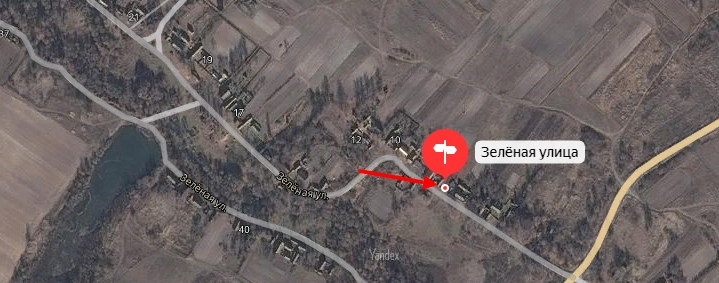 21
37
19
17
12
10
Зелёная улица
Зелёная ул.
Зелёная ул.
40
Yandex